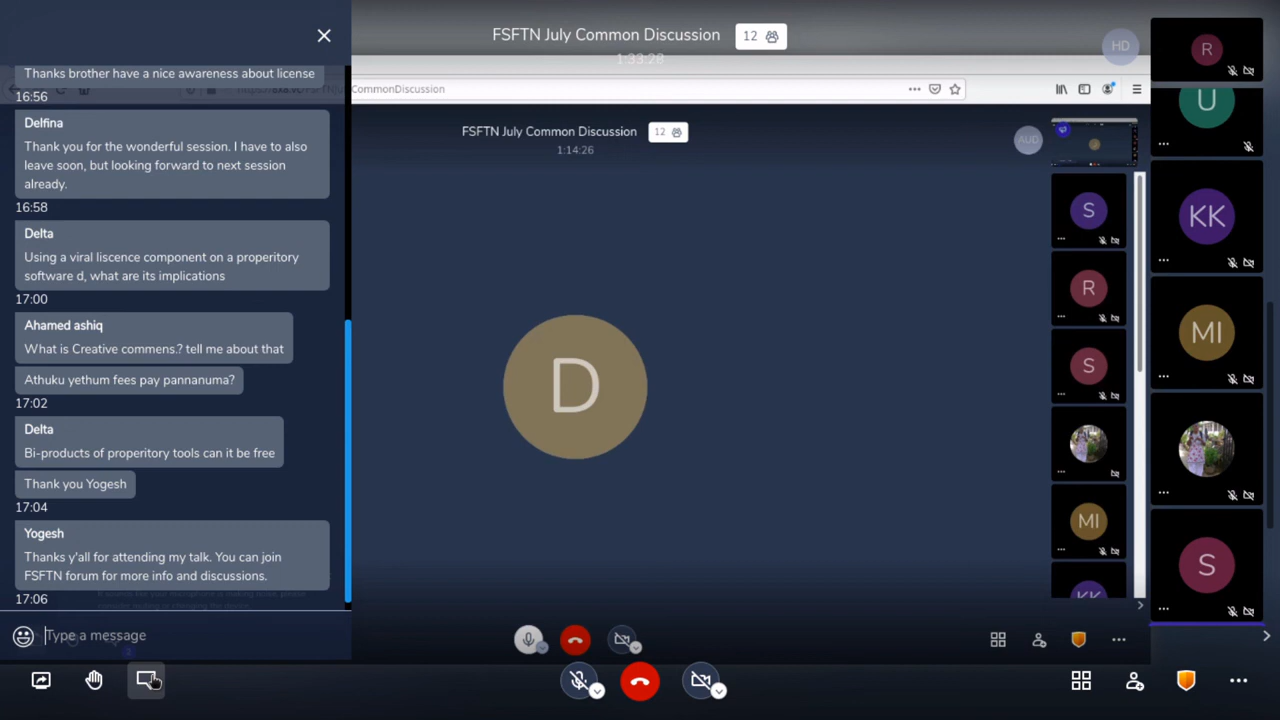 Thanks brother have a nice awareness about license
16:56
Delfina
Thank you for the wonderful session. I have to also
leave soon, but looking forward to next session
already.
16:58
Delta
Using a viral liscence component on a properitory
software d, what are its implications
17:00
Ahamed ashiq
What is Creative commens.? tell me about that
Athuku yethum fees pay pannanuma?
17:02
Delta
Bi-products of properitory tools can it be free
Thank you Yogesh
17:04
Yogesh
Thanks y'all for attending my talk. You can join
FSFTN forum for more info and discussions.
17:06
Type a message
FSFTN July Common Discussion
12
1:33:28
HD
CommonDiscussion
FSFTN July Common Discussion
12
1:14:26
AUD
D
S
R
S
MI
KK
R
U
KK
MI
S